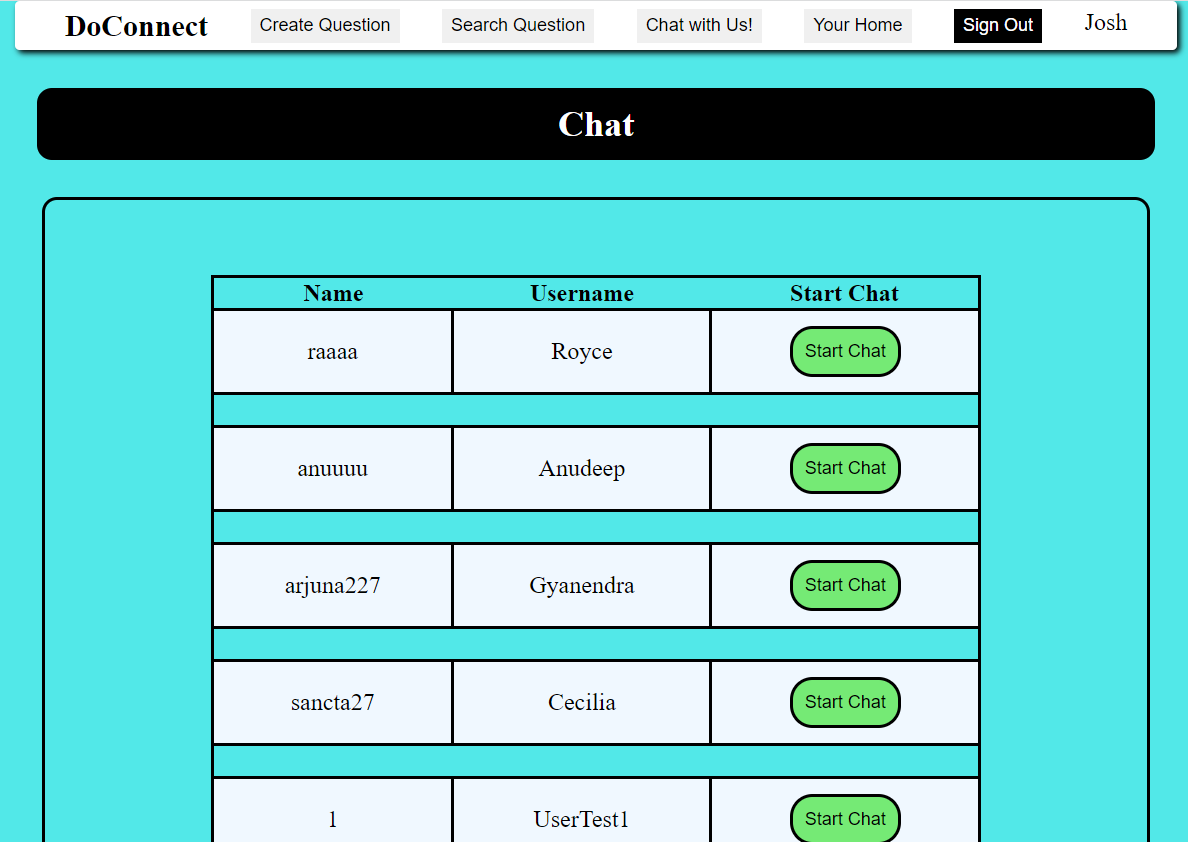 DoConnect Create Question Search Question Chat with Us! Your Home Sign Out Josh
Chat
Name Username Start Chat
raaaa Royce Start Chat
anuuuu Anudeep Start Chat
arjuna227 Gyanendra Start Chat
sancta27 Cecilia Start Chat
1 UserTest1 Start Chat